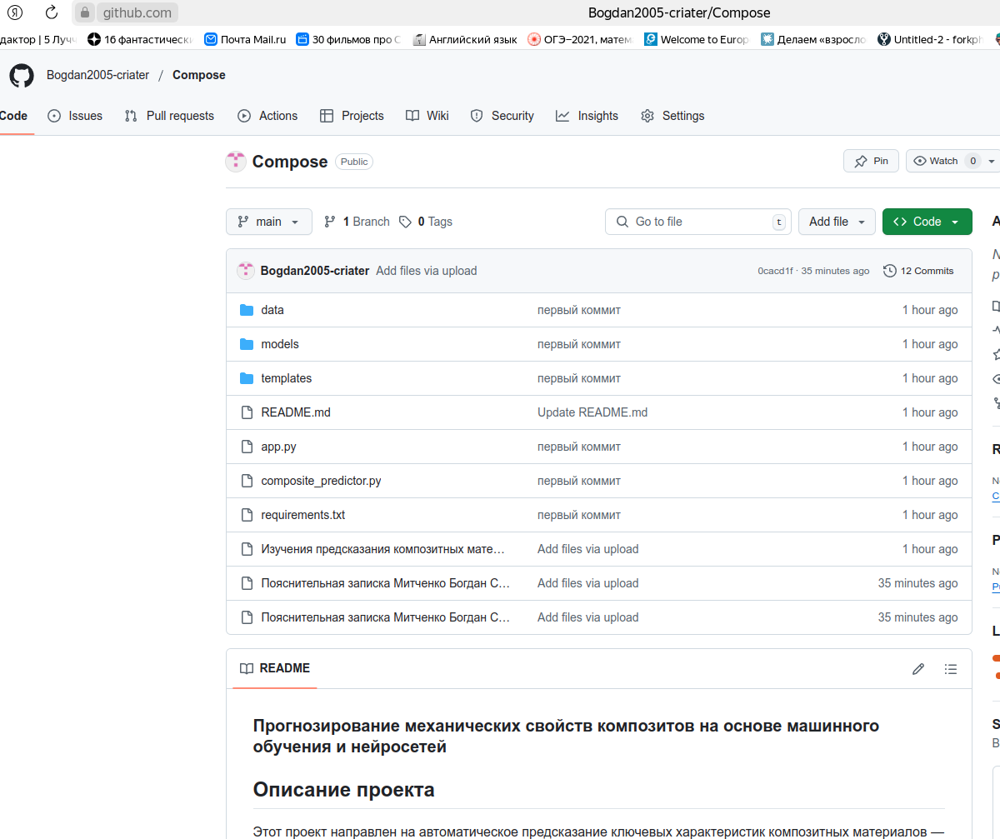 Я github.com Bogdan2005-criater/Compose
дактор | 5 Лучч 16 фантастически Почта Mail.ru 30 фильмов про С Английский язык ОГЭ–2021, матем. Welcome to Europ Делаем «взросло Untitled-2 - forkph
Bogdan2005-criater / Compose
Code Issues Pull requests Actions Projects Wiki Security Insights Settings
Compose Public Pin Watch 0
main 1 Branch 0 Tags Go to file t Add file Code
Bogdan2005-criater Add files via upload 0cacd1f · 35 minutes ago 12 Commits
data первый коммит 1 hour ago
models первый коммит 1 hour ago
templates первый коммит 1 hour ago
README.md Update README.md 1 hour ago
app.py первый коммит 1 hour ago
composite_predictor.py первый коммит 1 hour ago
requirements.txt первый коммит 1 hour ago
Изучения предсказания композитных мате… Add files via upload 1 hour ago
Пояснительная записка Митченко Богдан С… Add files via upload 35 minutes ago
Пояснительная записка Митченко Богдан С… Add files via upload 35 minutes ago
README
Прогнозирование механических свойств композитов на основе машинного
обучения и нейросетей
Описание проекта
Этот проект направлен на автоматическое предсказание ключевых характеристик композитных материалов —